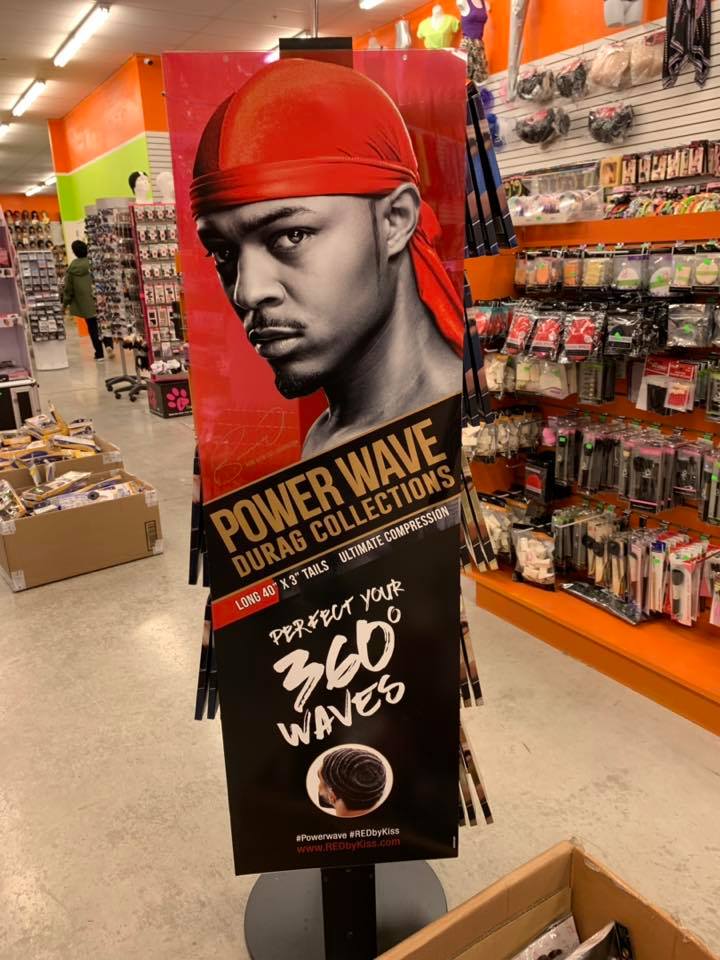 POWER WAVE
DURAG COLLECTIONS
LONG 40" X 3" TAILS ULTIMATE COMPRESSION
PERFECT YOUR
360°
WAVES
#Powerwave #REDbyKiss
www.REDbyKiss.com